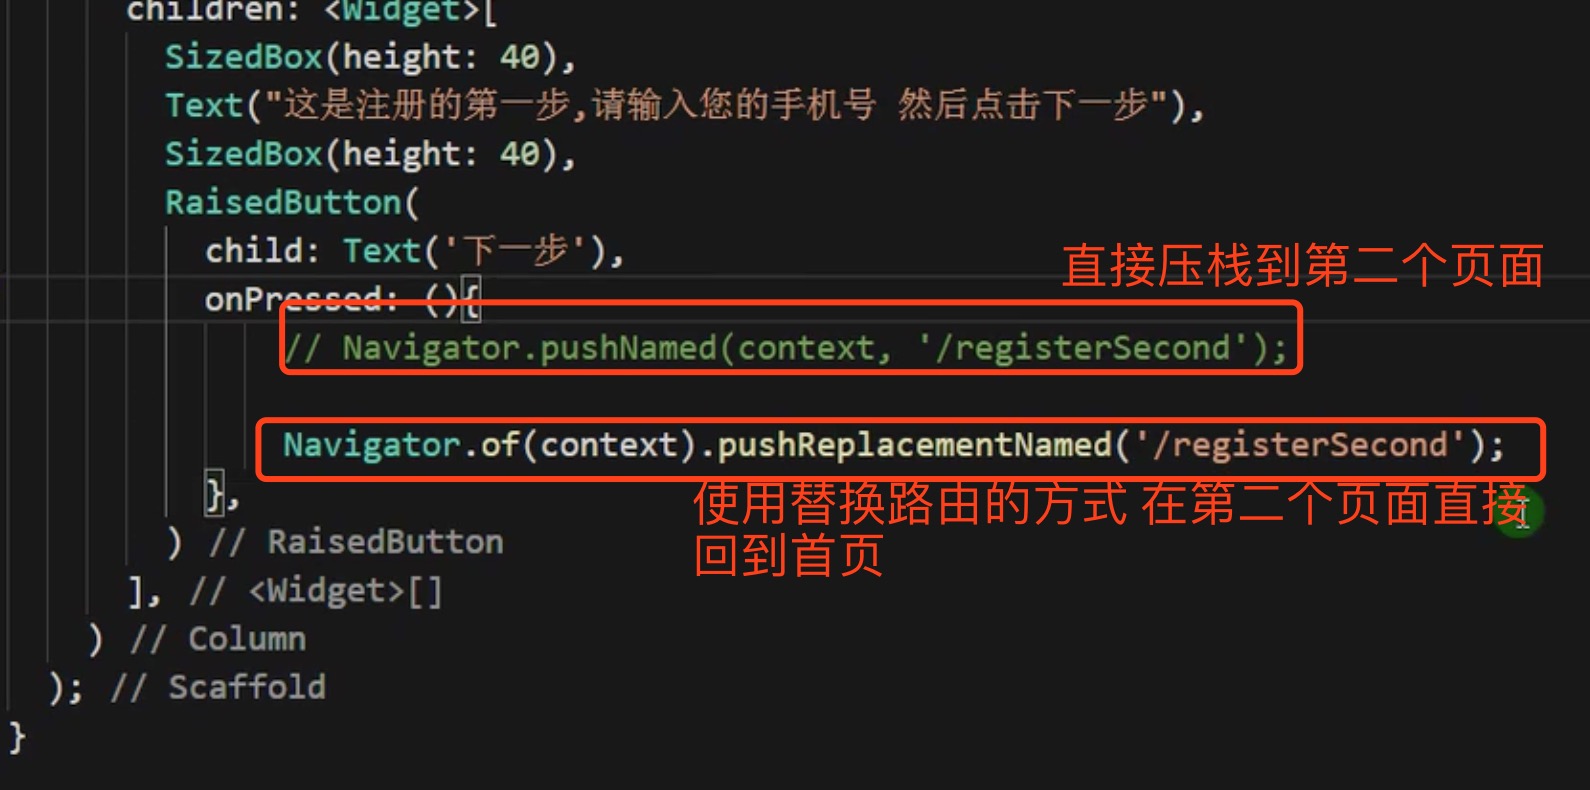 children: <Widget>[
SizedBox(height: 40),
Text("这是注册的第一步,请输入您的手机号 然后点击下一步"),
SizedBox(height: 40),
RaisedButton(
child: Text('下一步'),
直接压栈到第二个页面
onPressed: (){
// Navigator.pushNamed(context, '/registerSecond');
Navigator.of(context).pushReplacementNamed('/registerSecond');
},
使用替换路由的方式 在第二个页面直接
回到首页
) // RaisedButton
], // <Widget>[]
) // Column
); // Scaffold
}